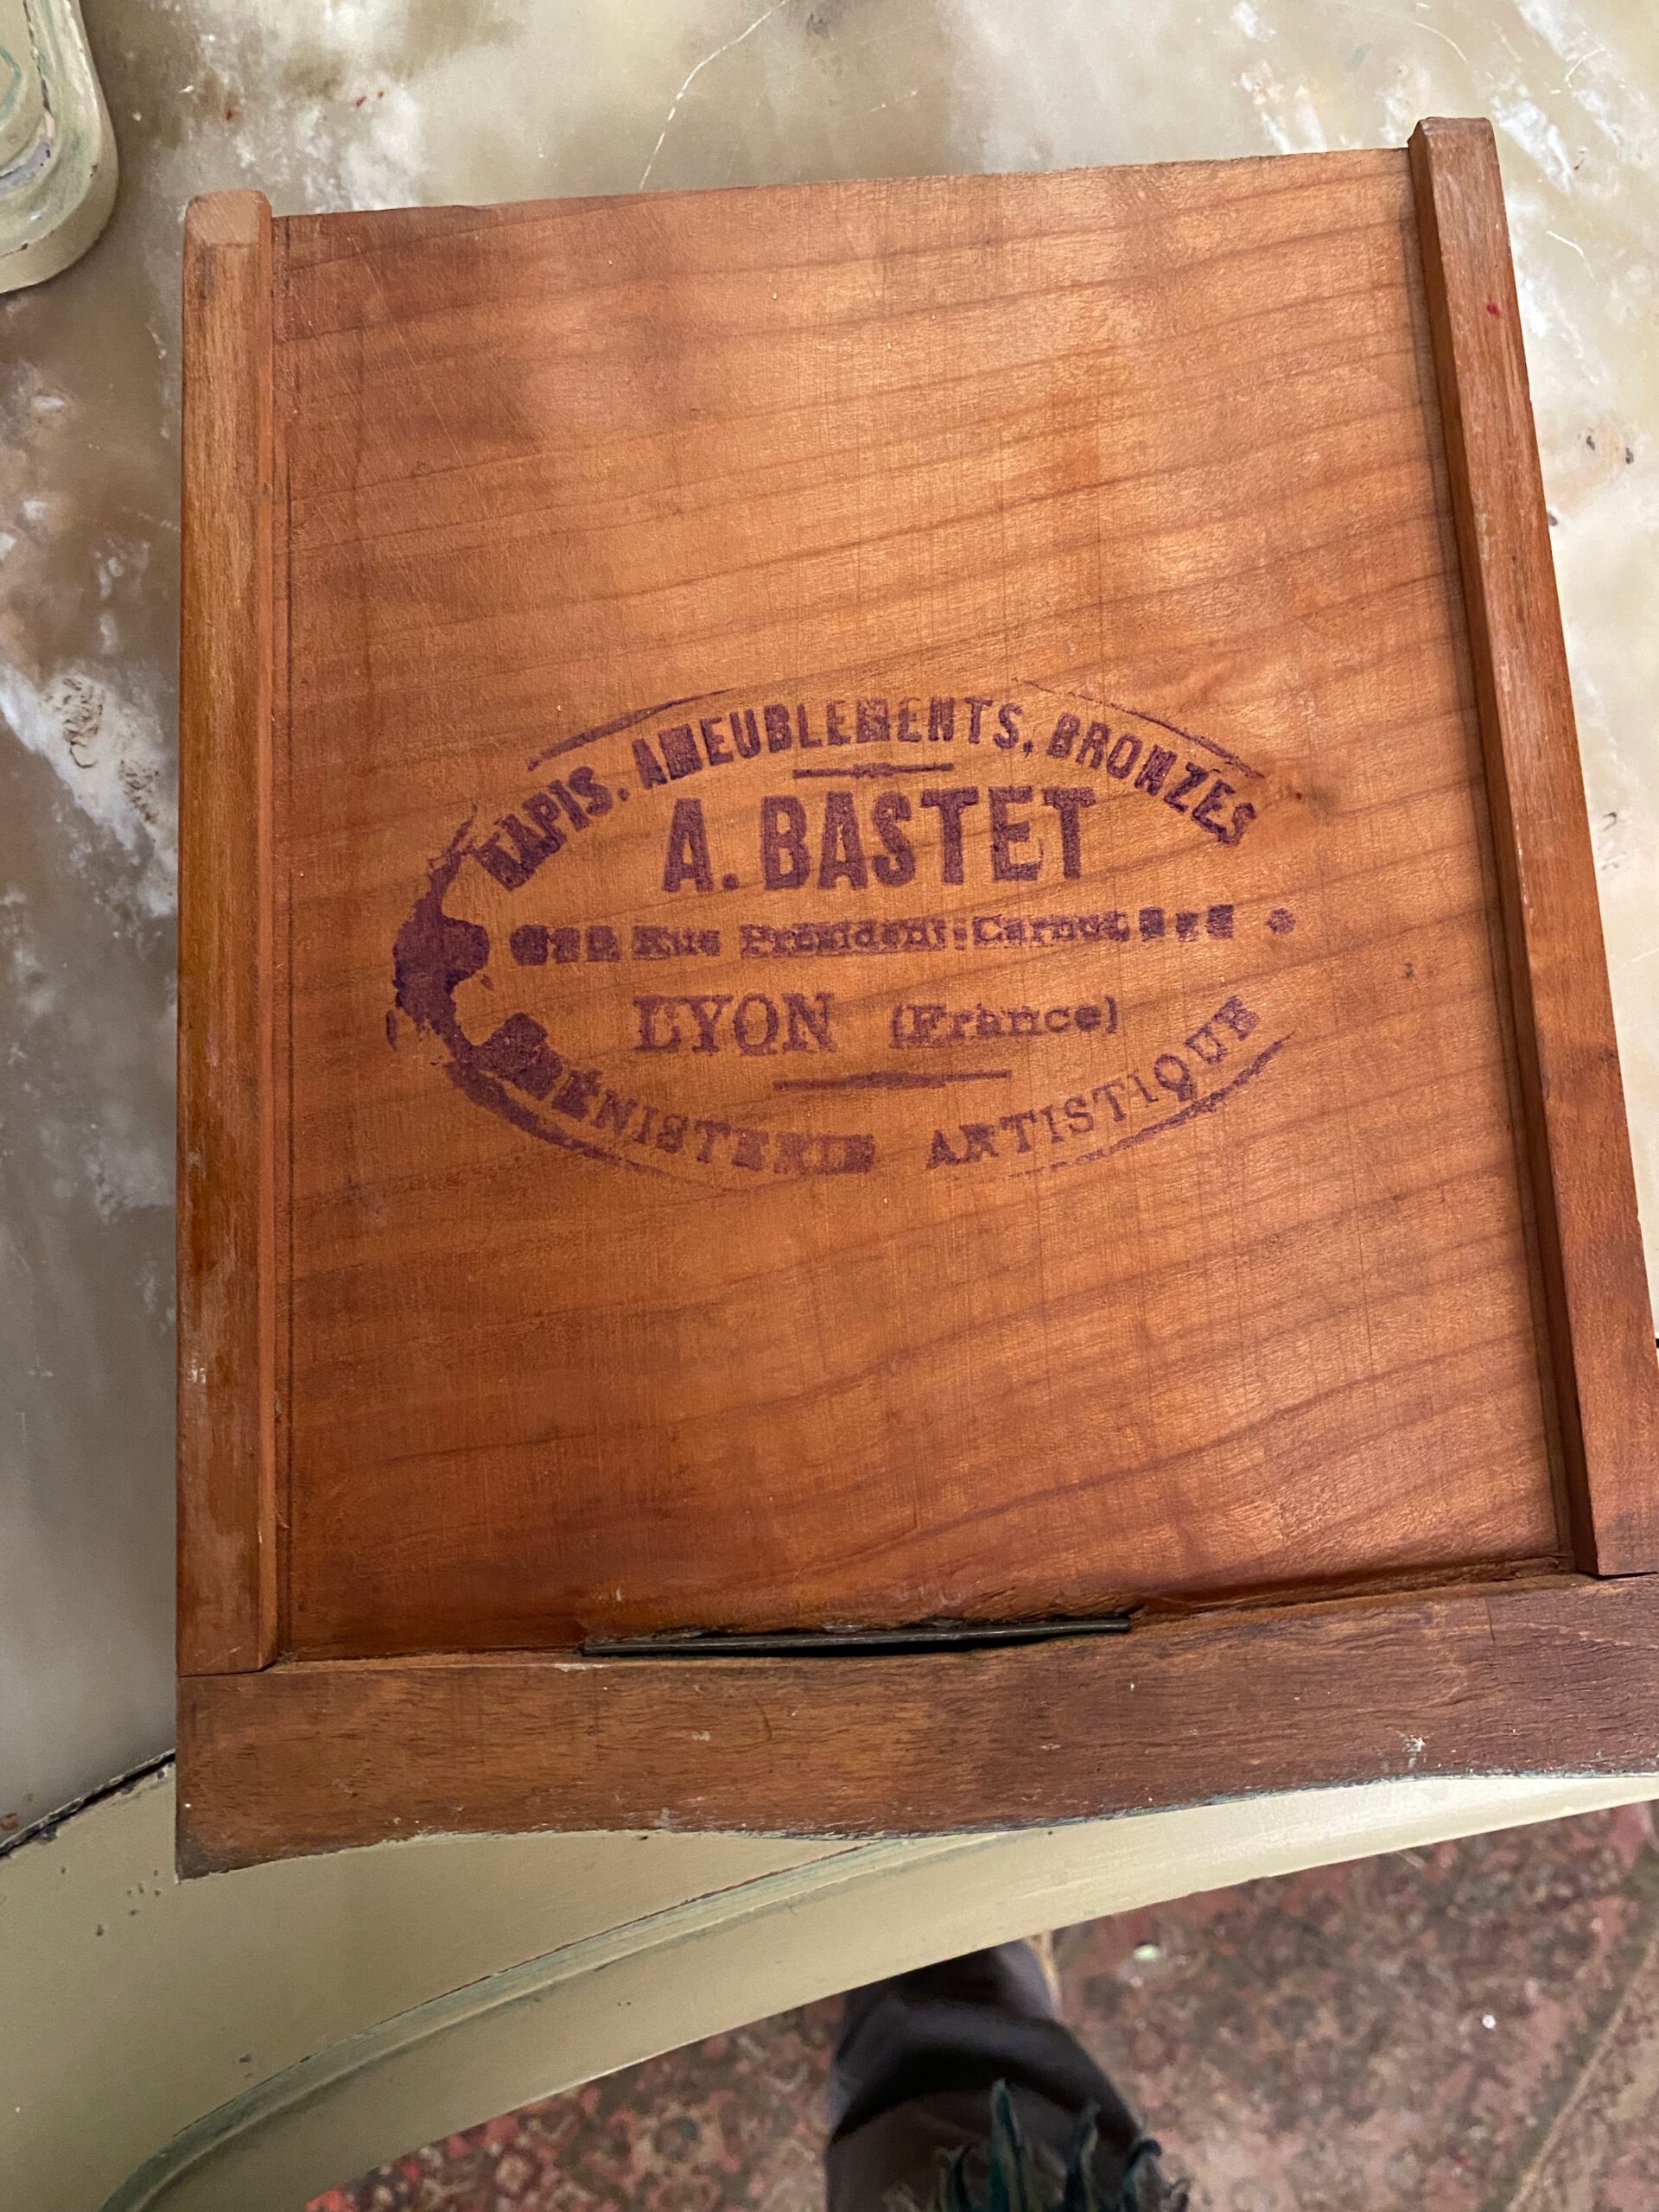 TAPIS, AMEUBLEMENTS, BRONZES
A. BASTET
Rue Président-Carnot,
LYON (France)
ÉBÉNISTERIE ARTISTIQUE